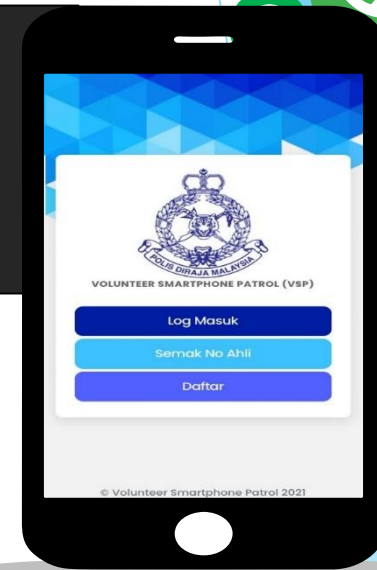 POLIS DIRAJA MALAYSIA
VOLUNTEER SMARTPHONE PATROL (VSP)
Log Masuk
Semak No Ahli
Daftar
© Volunteer Smartphone Patrol 2021